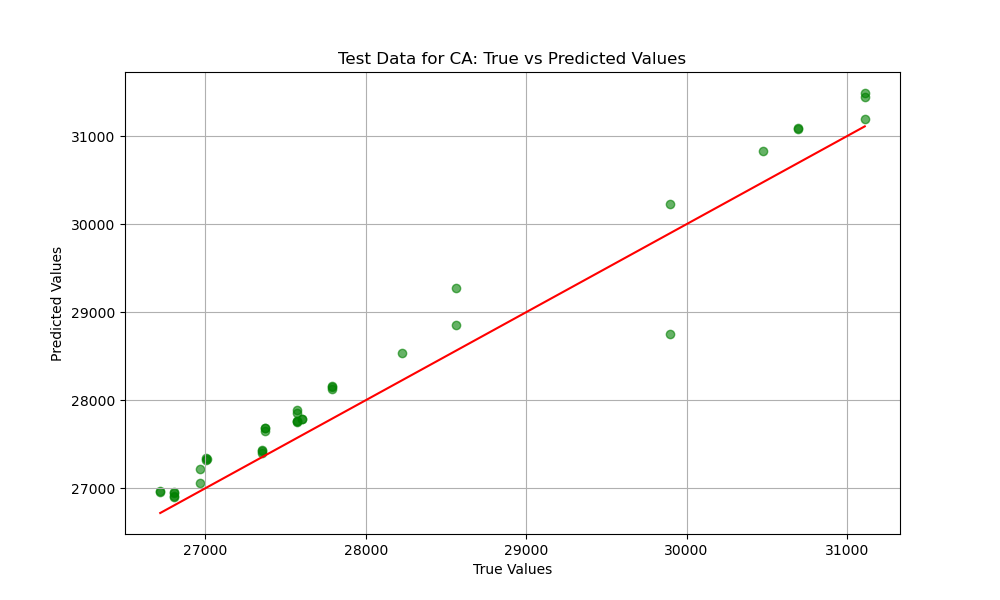 Test Data for CA: True vs Predicted Values
31000
30000
29000
28000
27000
Predicted Values
27000 28000 29000 30000 31000
True Values